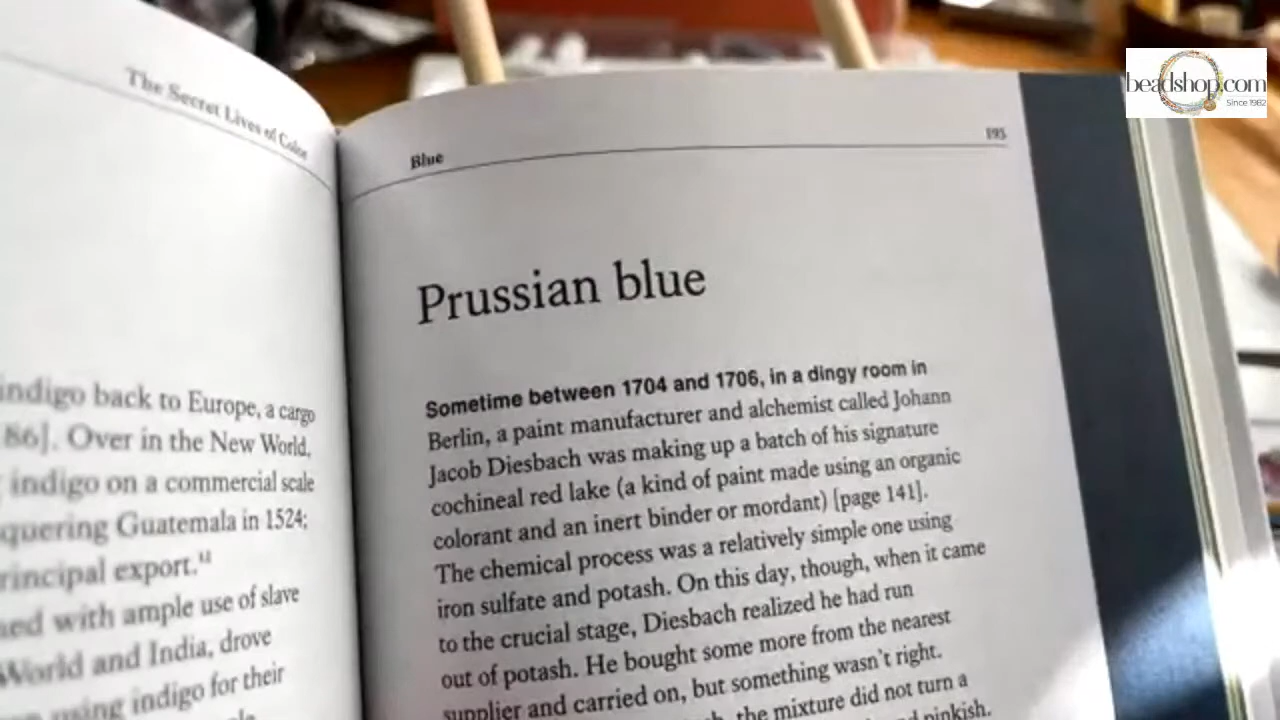 The Secret Lives of Color
indigo back to Europe, a cargo
86]. Over in the New World,
indigo on a commercial scale
quering Guatemala in 1524;
rincipal export.¹¹
ned with ample use of slave
World and India, drove
using indigo for their
Blue 195
Prussian blue
Sometime between 1704 and 1706, in a dingy room in
Berlin, a paint manufacturer and alchemist called Johann
Jacob Diesbach was making up a batch of his signature
cochineal red lake (a kind of paint made using an organic
colorant and an inert binder or mordant) [page 141].
The chemical process was a relatively simple one using
iron sulfate and potash. On this day, though, when it came
to the crucial stage, Diesbach realized he had run
out of potash. He bought some more from the nearest
supplier and carried on, but something wasn't right.
the mixture did not turn a
pinkish.
beadshop.com
Since 1982